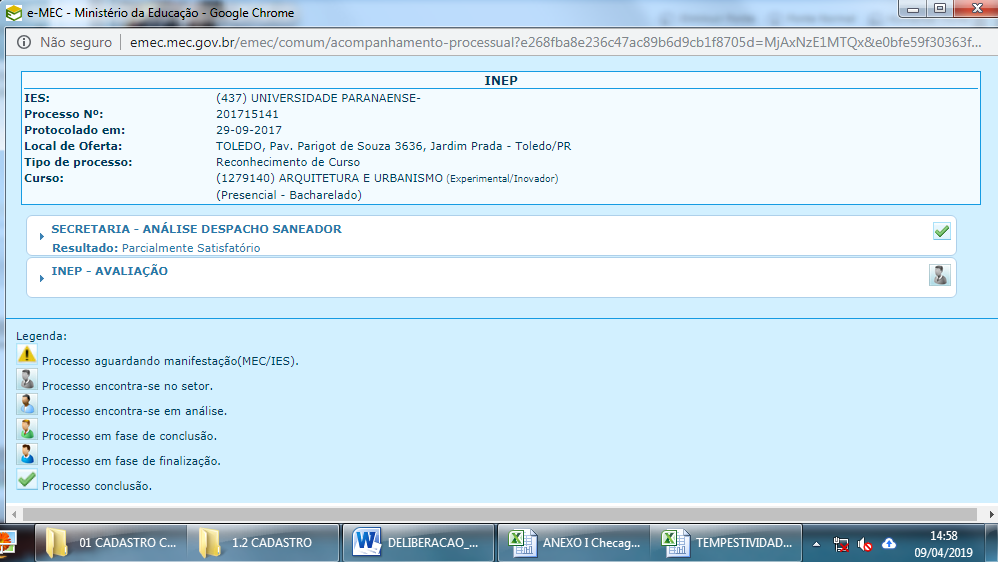 e-MEC - Ministério da Educação - Google Chrome
Não seguro | emec.mec.gov.br/emec/comum/acompanhamento-processual?e268fba8e236c47ac89b6d9cb1f8705d=MjAxNzE1MTQx&e0bfe59f30363f...
INEP
IES: (437) UNIVERSIDADE PARANAENSE-
Processo Nº: 201715141
Protocolado em: 29-09-2017
Local de Oferta: TOLEDO, Pav. Parigot de Souza 3636, Jardim Prada - Toledo/PR
Tipo de processo: Reconhecimento de Curso
Curso: (1279140) ARQUITETURA E URBANISMO (Experimental/Inovador)
(Presencial - Bacharelado)
SECRETARIA - ANÁLISE DESPACHO SANEADOR
Resultado: Parcialmente Satisfatório
INEP - AVALIAÇÃO
Legenda:
Processo aguardando manifestação(MEC/IES).
Processo encontra-se no setor.
Processo encontra-se em análise.
Processo em fase de conclusão.
Processo em fase de finalização.
Processo conclusão.
01 CADASTRO C... 1.2 CADASTRO DELIBERACAO_... ANEXO I Checag... TEMPESTIVIDAD... 14:58
09/04/2019